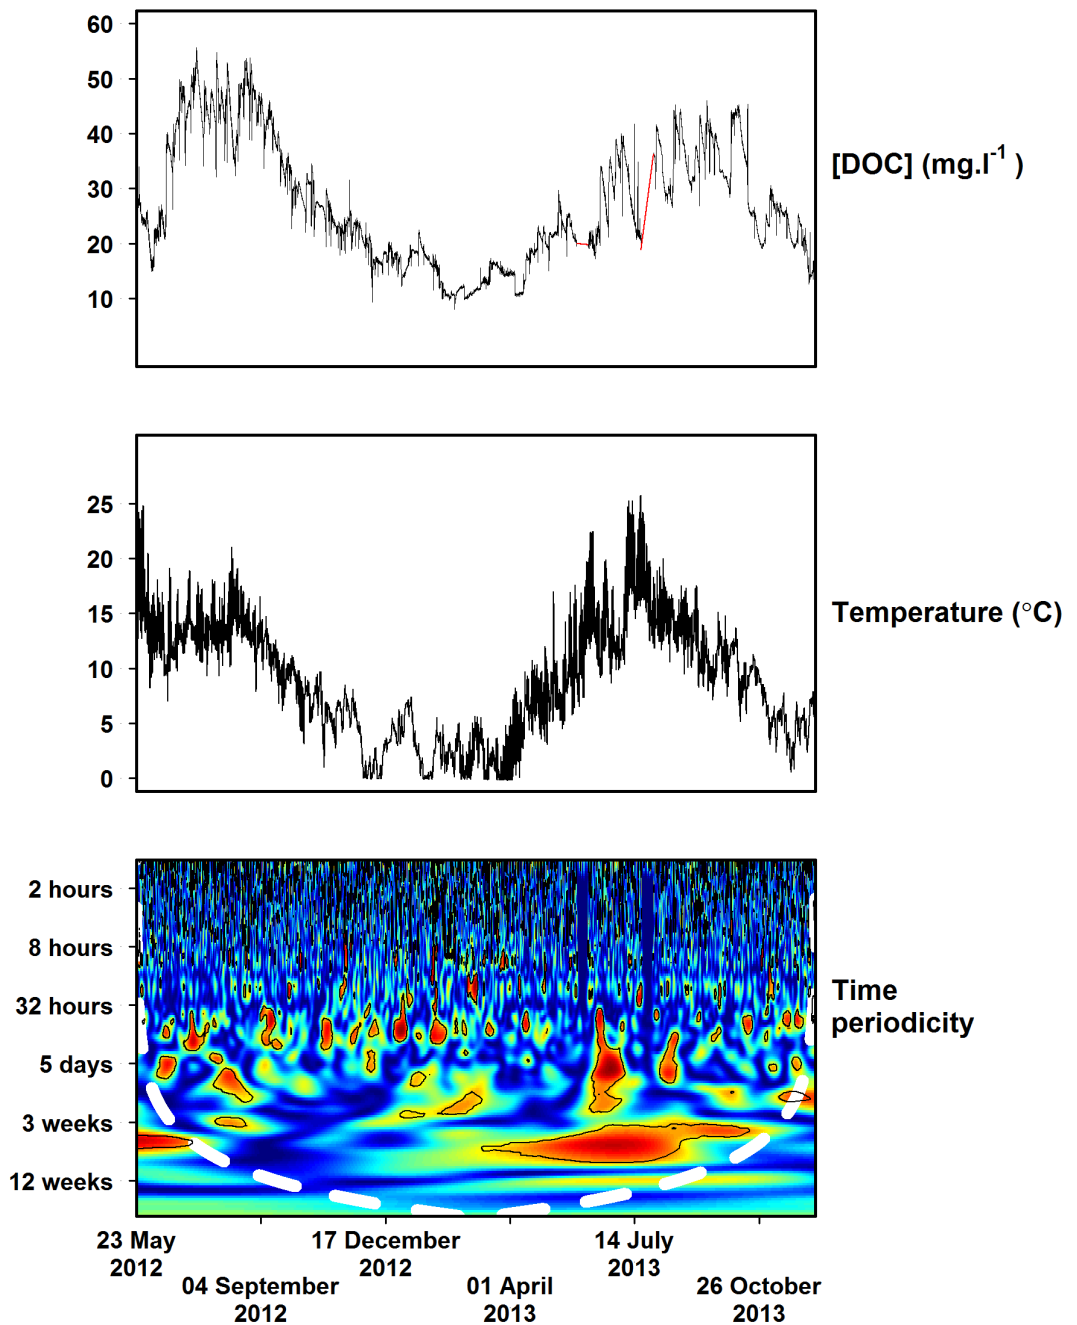 60
50
40
30
20
10
[DOC] (mg.l-1 )
25
20
15
10
5
0
Temperature (°C)
2 hours
8 hours
32 hours
5 days
3 weeks
12 weeks
Time
periodicity
23 May
2012
17 December
2012
14 July
2013
04 September
2012
01 April
2013
26 October
2013